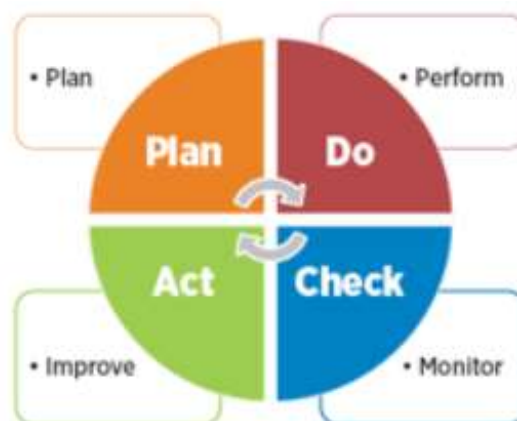 • Plan
• Perform
Plan
Do
Act
Check
• Improve
• Monitor